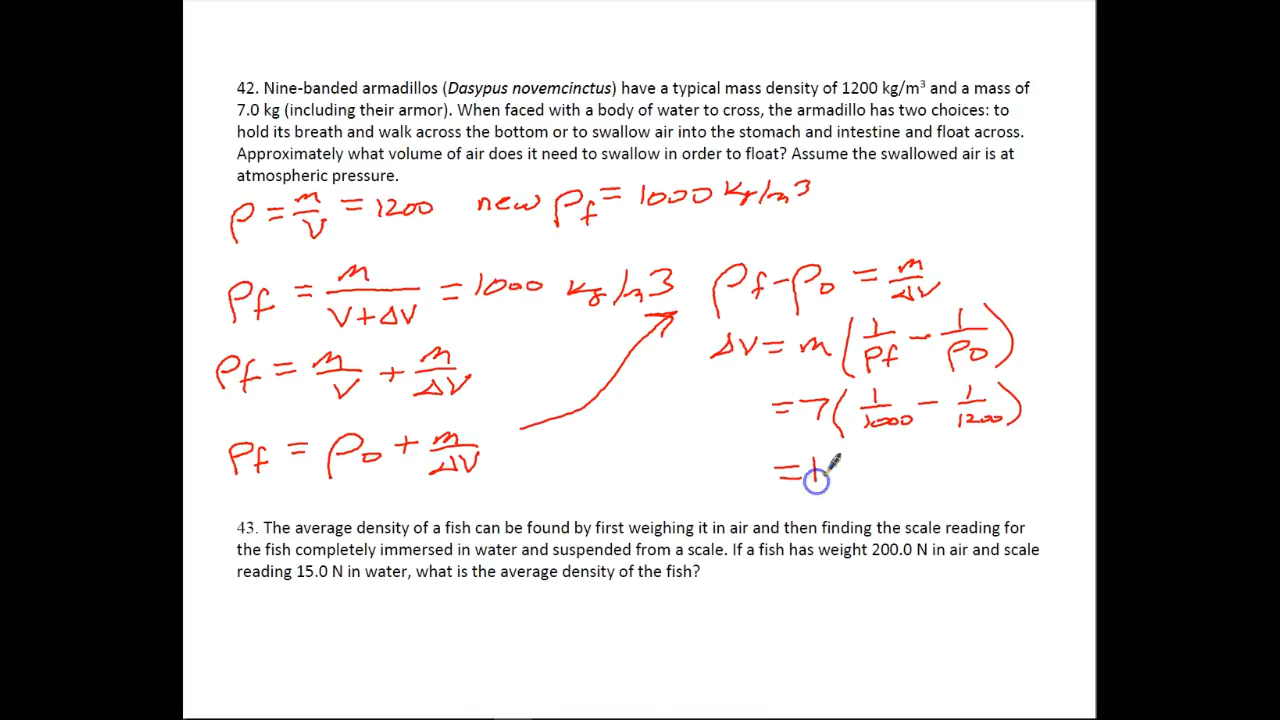 42. Nine-banded armadillos (Dasypus novemcinctus) have a typical mass density of 1200 kg/m³ and a mass of
7.0 kg (including their armor). When faced with a body of water to cross, the armadillo has two choices: to
hold its breath and walk across the bottom or to swallow air into the stomach and intestine and float across.
Approximately what volume of air does it need to swallow in order to float? Assume the swallowed air is at
atmospheric pressure.
ρ = m/V = 1200 new ρf = 1000 kg/m3
ρf = m/(V+ΔV) = 1000 kg/m3
ρf = m/V + m/ΔV
ρf = ρo + m/ΔV
ρf-ρo = m/ΔV
ΔV = m(1/ρf - 1/ρo)
= 7(1/1000 - 1/1200)
= 1
43. The average density of a fish can be found by first weighing it in air and then finding the scale reading for
the fish completely immersed in water and suspended from a scale. If a fish has weight 200.0 N in air and scale
reading 15.0 N in water, what is the average density of the fish?